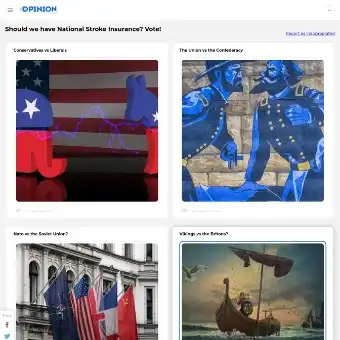 OPINION
Should we have National Stroke Insurance? Vote!
Report as inappropriate
Conservatives vs Liberals
The Union vs the Confederacy
Nato vs the Soviet Union?
Vikings vs the Britons?
Share